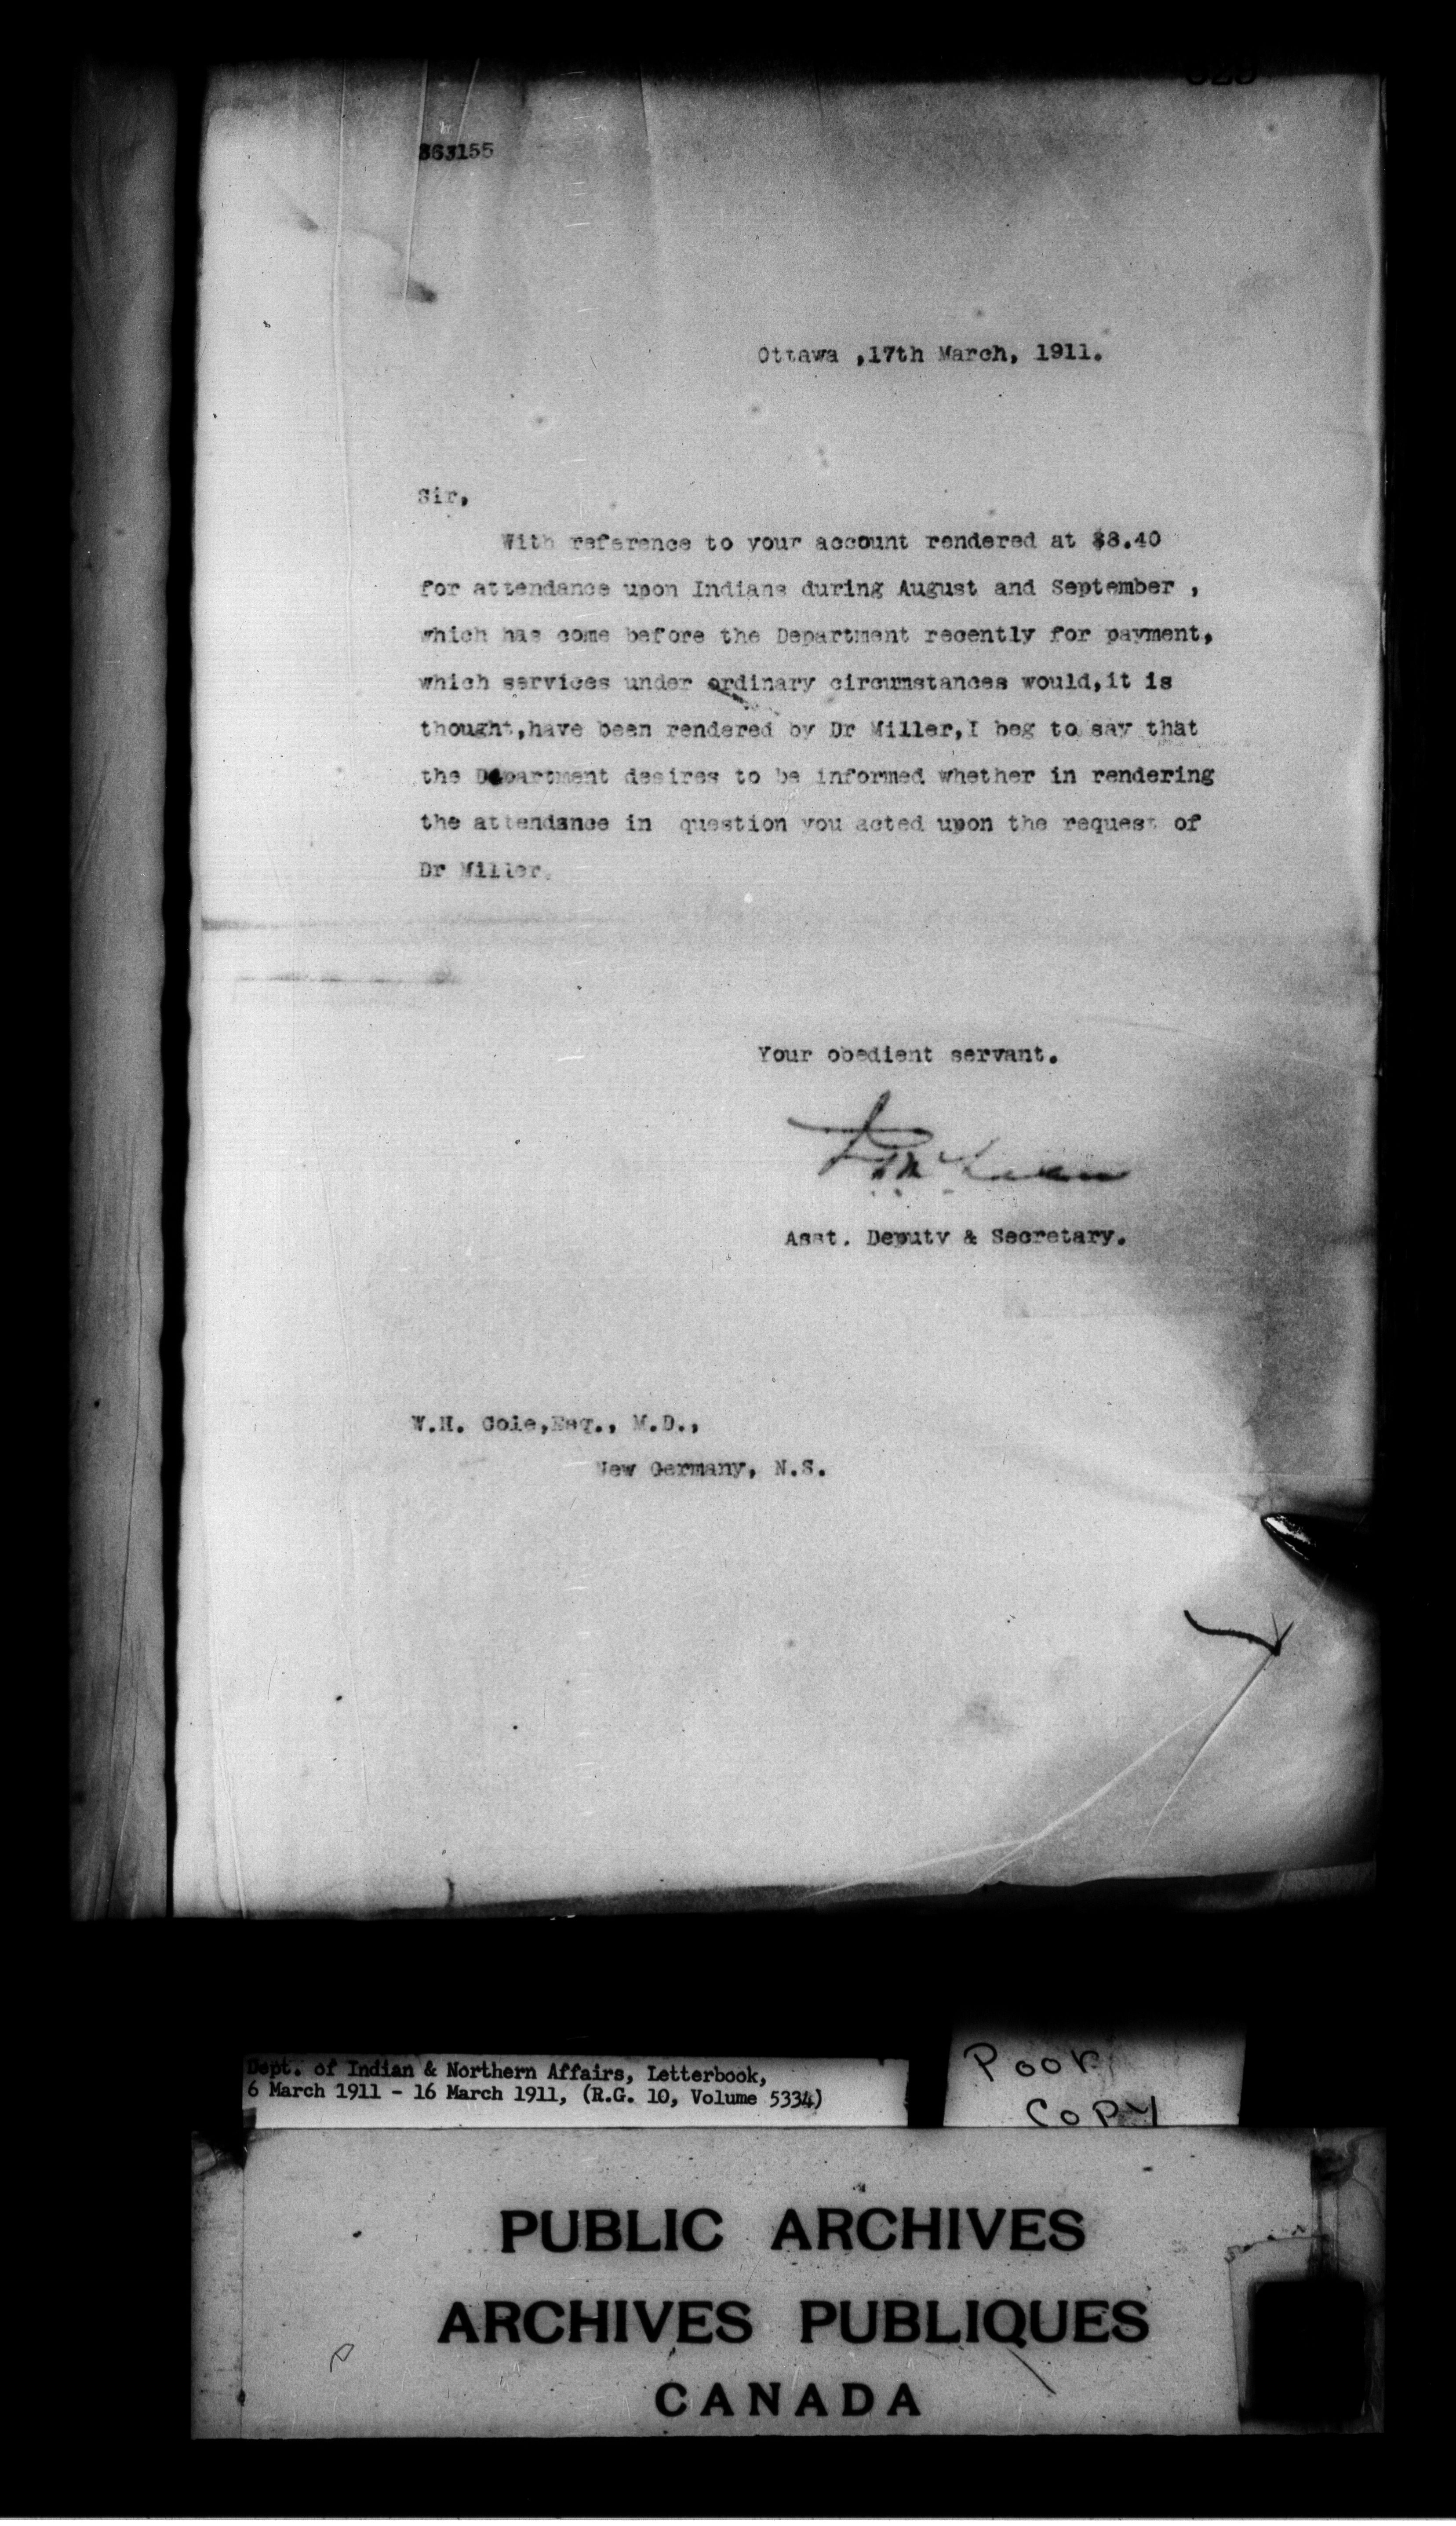 363155
Ottawa ,17th March, 1911.
Sir,
With reference to your account rendered at $8.40
for attendance upon Indians during August and September ,
which has come before the Department recently for payment,
which services under ordinary circumstances would,it is
thought,have been rendered by Dr Miller,I beg to say that
the Department desires to be informed whether in rendering
the attendance in question you acted upon the request of
Dr Miller.
Your obedient servant.
Asst. Deputy & Secretary.
W.H. Cole,Esq., M.D.,
New Germany, N.S.
Dept. of Indian & Northern Affairs, Letterbook,
6 March 1911 - 16 March 1911, (R.G. 10, Volume 5334)
POOR
COPY
PUBLIC ARCHIVES
ARCHIVES PUBLIQUES
CANADA